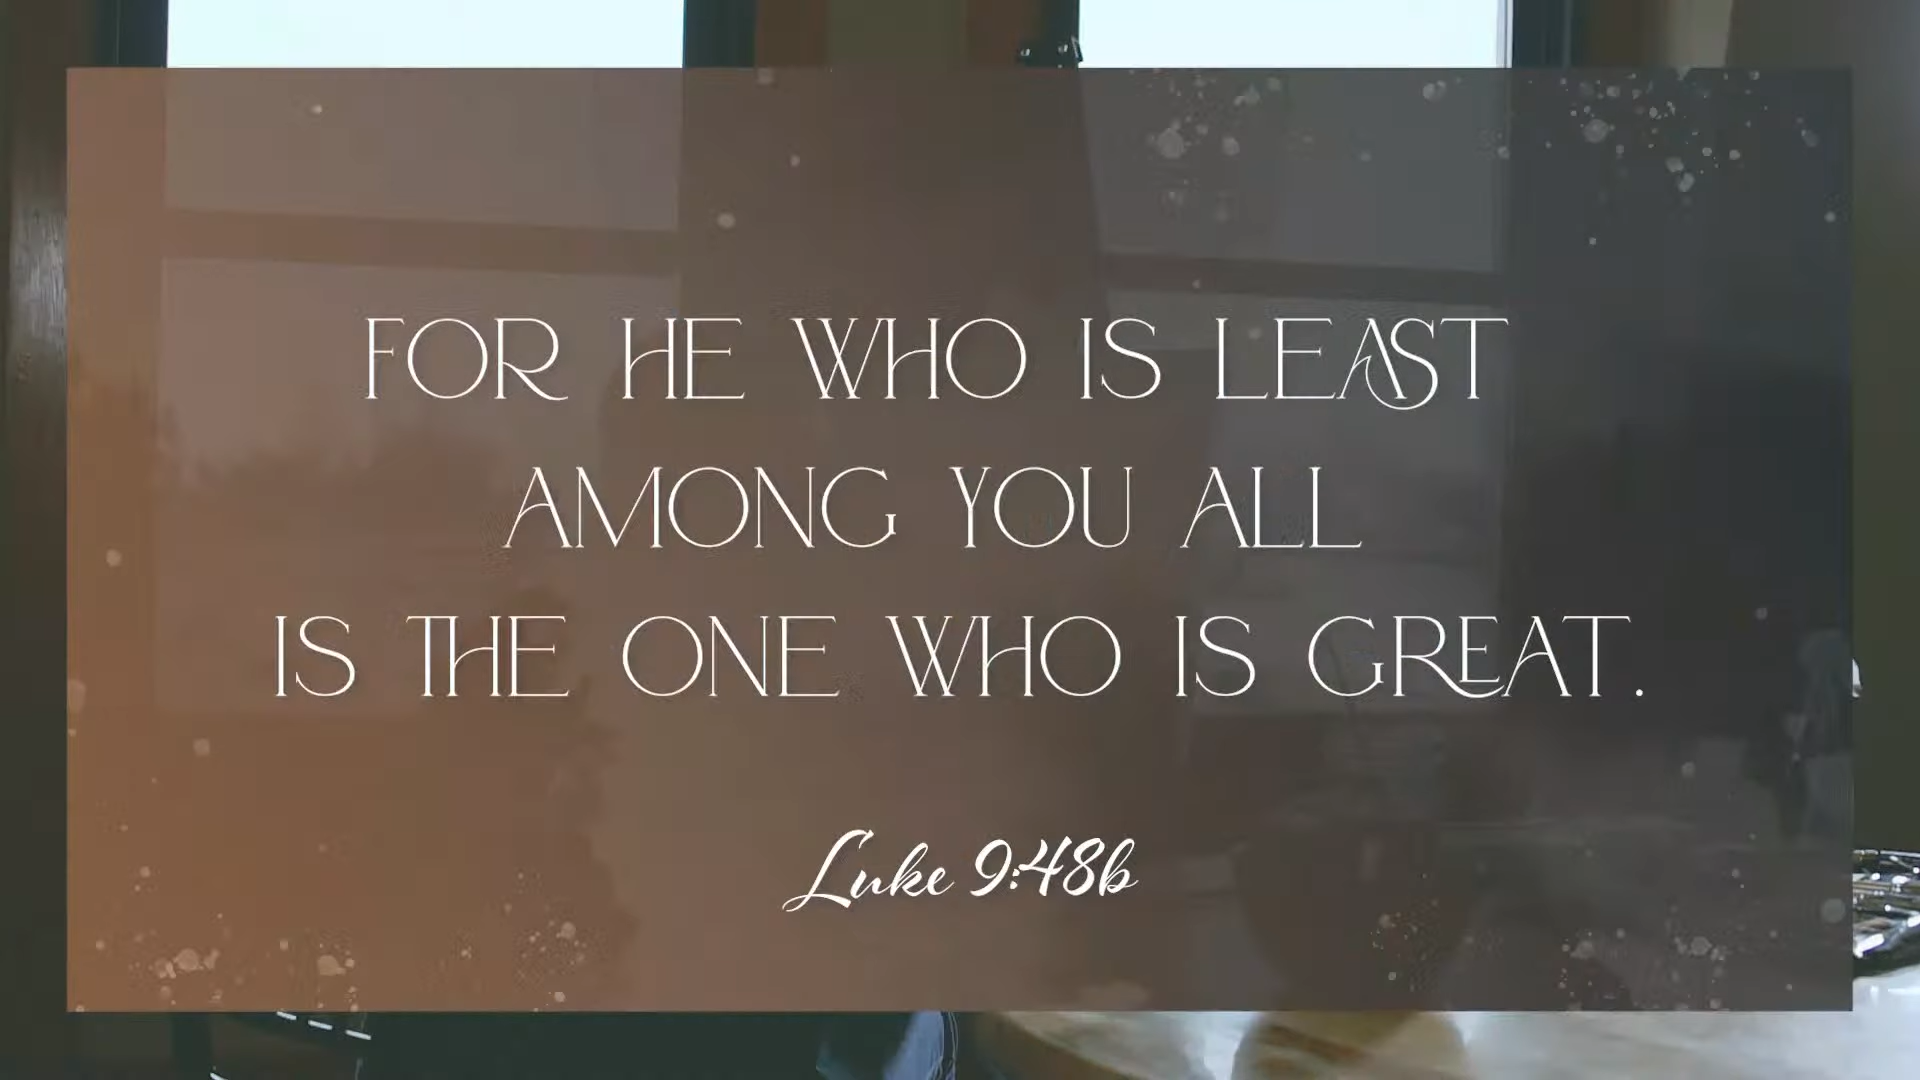 FOR HE WHO IS LEAST
AMONG YOU ALL
IS THE ONE WHO IS GREAT.
Luke 9:48b